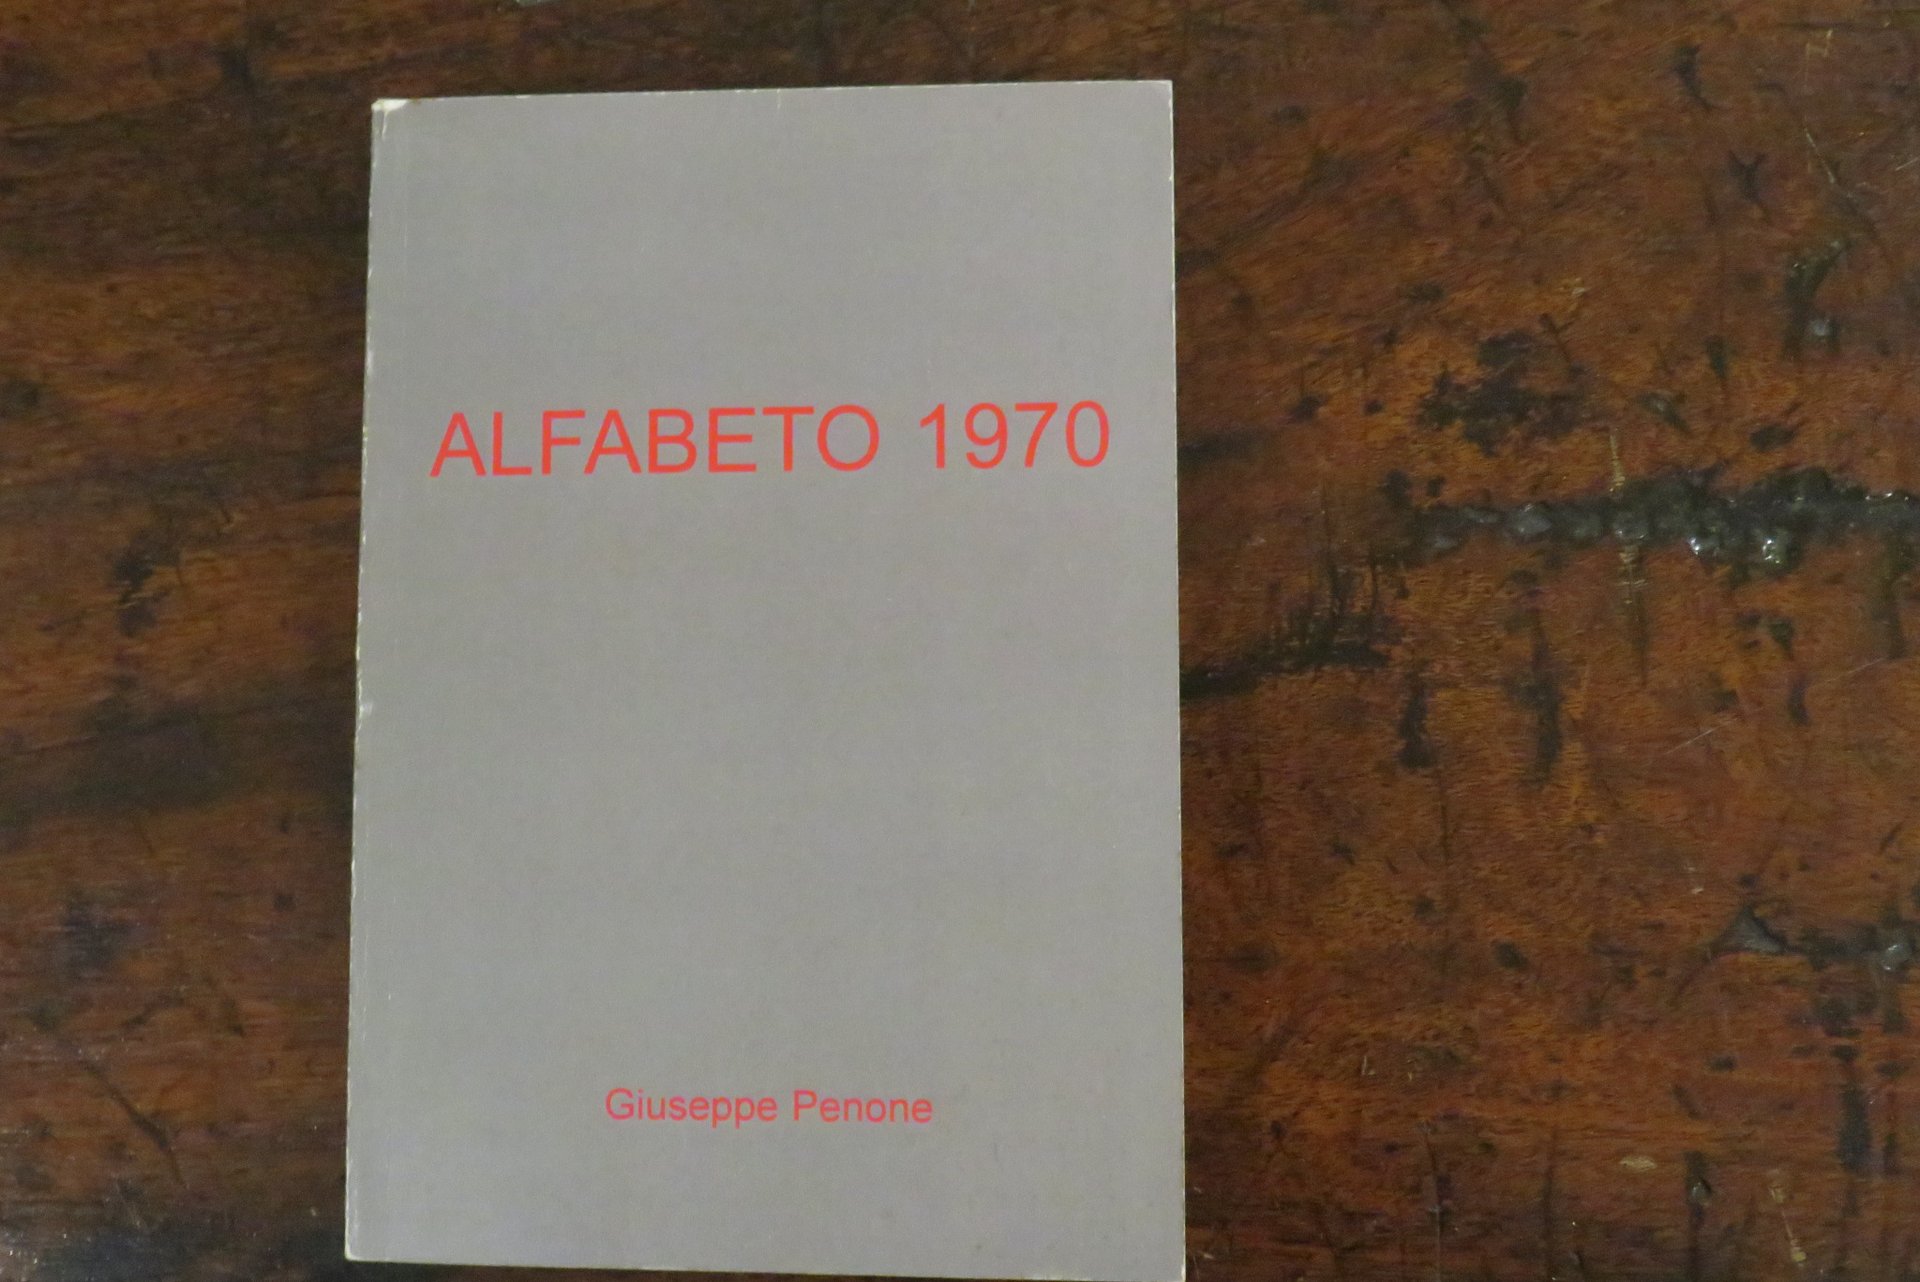 ALFABETO 1970
Giuseppe Penone